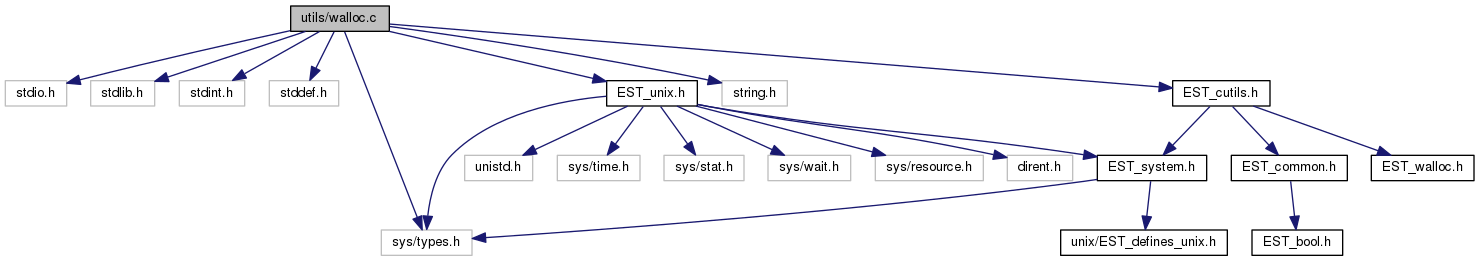 utils/walloc.c
stdio.h
stdlib.h
stdint.h
stddef.h
EST_unix.h
string.h
EST_cutils.h
unistd.h
sys/time.h
sys/stat.h
sys/wait.h
sys/resource.h
dirent.h
EST_system.h
EST_common.h
EST_walloc.h
sys/types.h
unix/EST_defines_unix.h
EST_bool.h